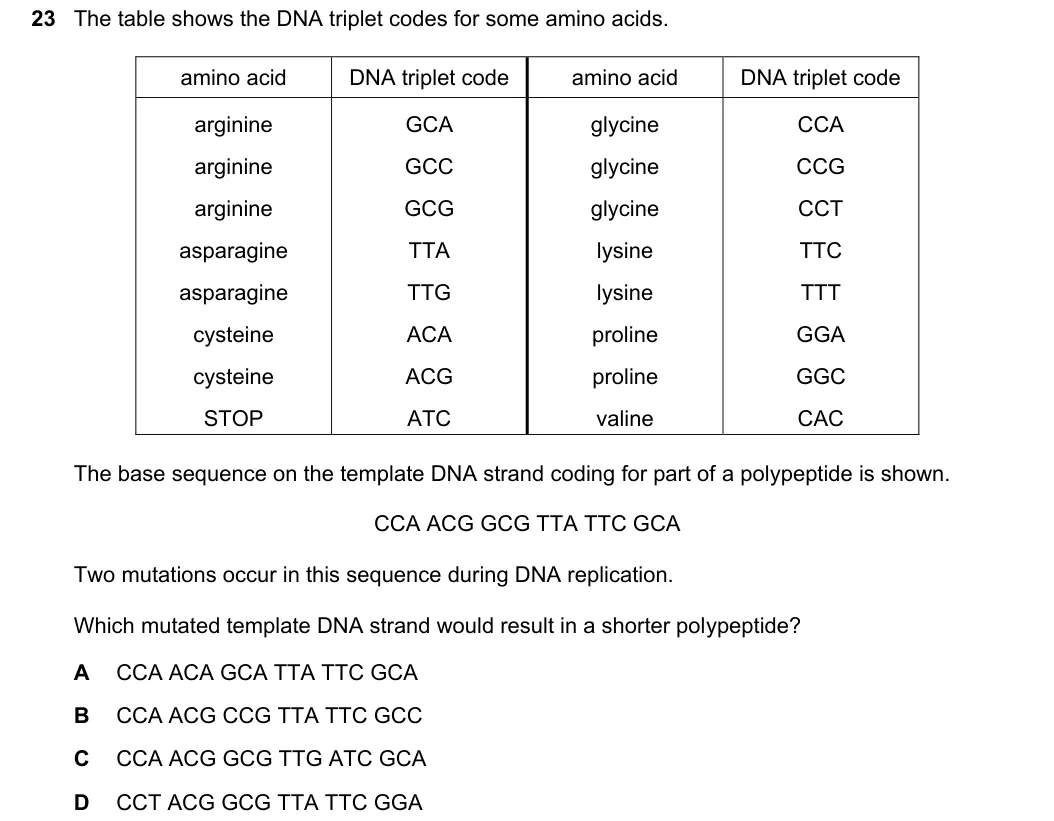 23 The table shows the DNA triplet codes for some amino acids.
amino acid DNA triplet code amino acid DNA triplet code
arginine GCA glycine CCA
arginine GCC glycine CCG
arginine GCG glycine CCT
asparagine TTA lysine TTC
asparagine TTG lysine TTT
cysteine ACA proline GGA
cysteine ACG proline GGC
STOP ATC valine CAC
The base sequence on the template DNA strand coding for part of a polypeptide is shown.
CCA ACG GCG TTA TTC GCA
Two mutations occur in this sequence during DNA replication.
Which mutated template DNA strand would result in a shorter polypeptide?
A CCA ACA GCA TTA TTC GCA
B CCA ACG CCG TTA TTC GCC
C CCA ACG GCG TTG ATC GCA
D CCT ACG GCG TTA TTC GGA